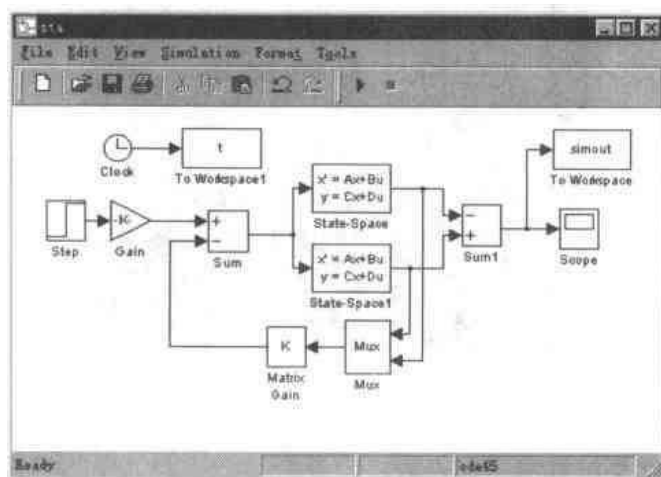 File Edit View Simulation Format Tools
Clock
t
To Workspace1
Step
K
Gain
+
−
Sum
x' = Ax+Bu
y = Cx+Du
State-Space
x' = Ax+Bu
y = Cx+Du
State-Space1
−
+
Sum1
simout
To Workspace
Scope
K
Matrix
Gain
Mux
Mux
Ready
ode45